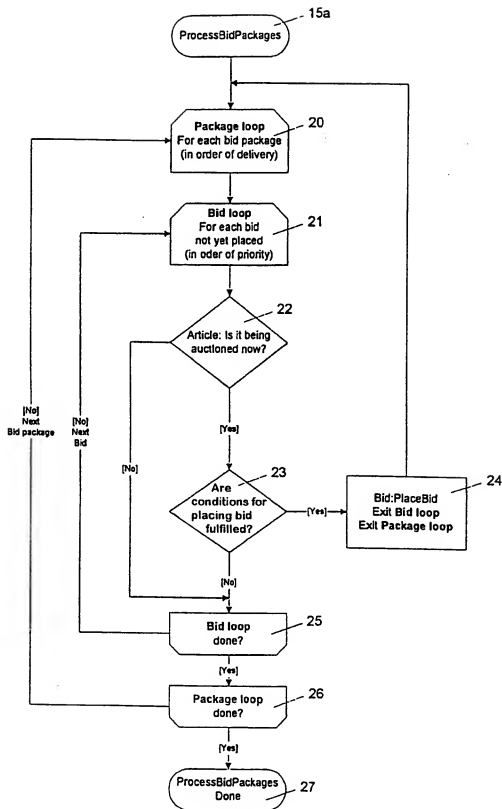 15a
ProcessBidPackages
20
Package loop
For each bid package
(in order of delivery)
21
Bid loop
For each bid
not yet placed
(in oder of priority)
22
Article: Is it being
auctioned now?
[No]
Next
Bid package
[No]
Next
Bid
[No]
[Yes]
23
Are
conditions for
placing bid
fulfilled?
[Yes]
24
Bid:PlaceBid
Exit Bid loop
Exit Package loop
[No]
25
Bid loop
done?
[Yes]
26
Package loop
done?
[Yes]
ProcessBidPackages
Done
27